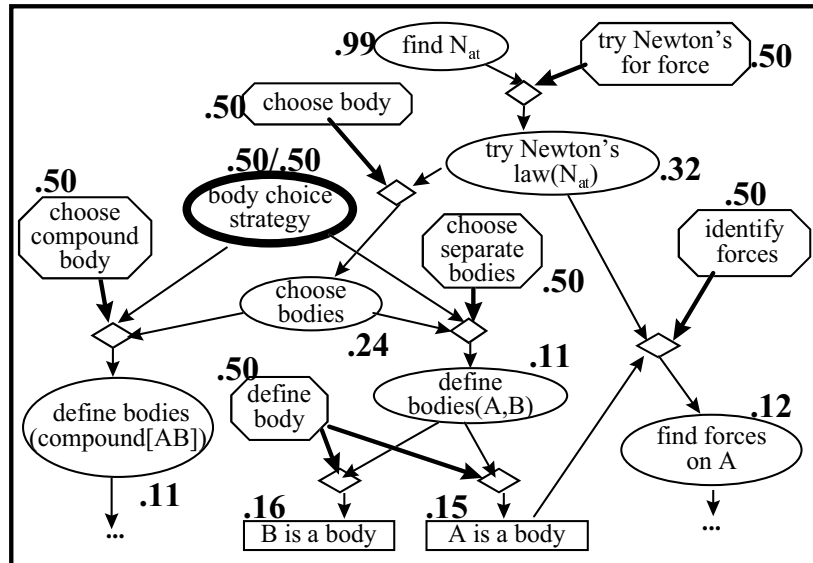 .99
find Nat
try Newton's
for force
.50
.50
choose body
.50/.50
body choice
strategy
try Newton's
law(Nat)
.32
.50
choose
compound
body
choose
separate
bodies
.50
.50
identify
forces
choose
bodies
.24
.50
define
body
.11
define
bodies(A,B)
define bodies
(compound[AB])
.11
...
.12
find forces
on A
...
.16
B is a body
.15
A is a body